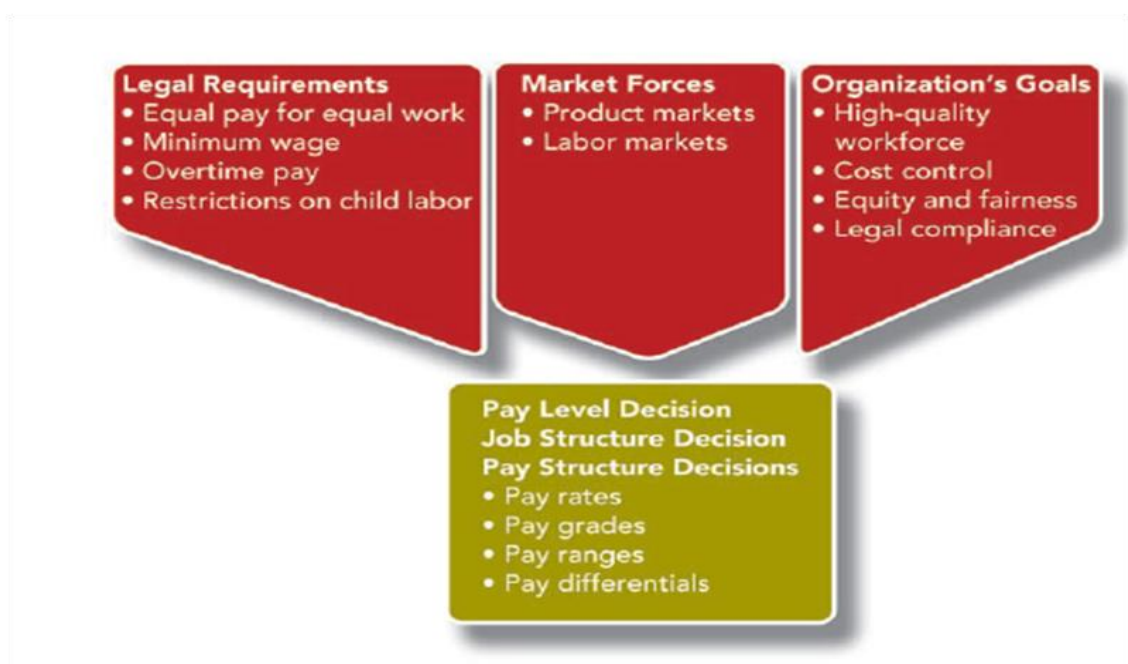 Legal Requirements
• Equal pay for equal work
• Minimum wage
• Overtime pay
• Restrictions on child labor
Market Forces
• Product markets
• Labor markets
Organization's Goals
• High-quality
workforce
• Cost control
• Equity and fairness
• Legal compliance
Pay Level Decision
Job Structure Decision
Pay Structure Decisions
• Pay rates
• Pay grades
• Pay ranges
• Pay differentials